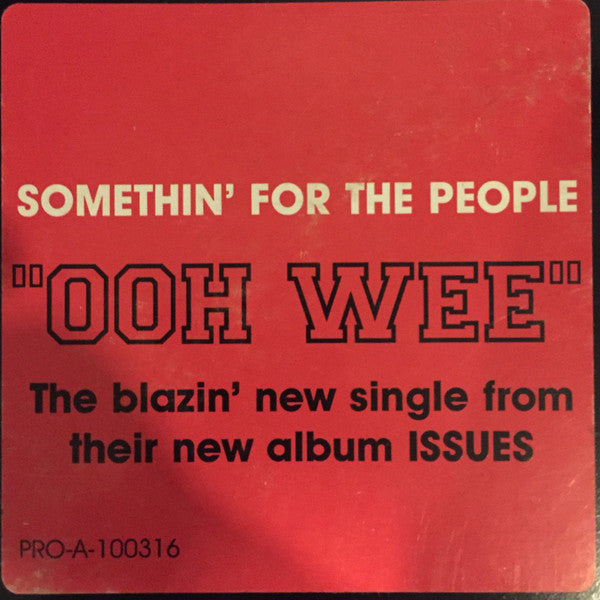 SOMETHIN' FOR THE PEOPLE
"OOH WEE"
The blazin' new single from
their new album ISSUES
PRO-A-100316